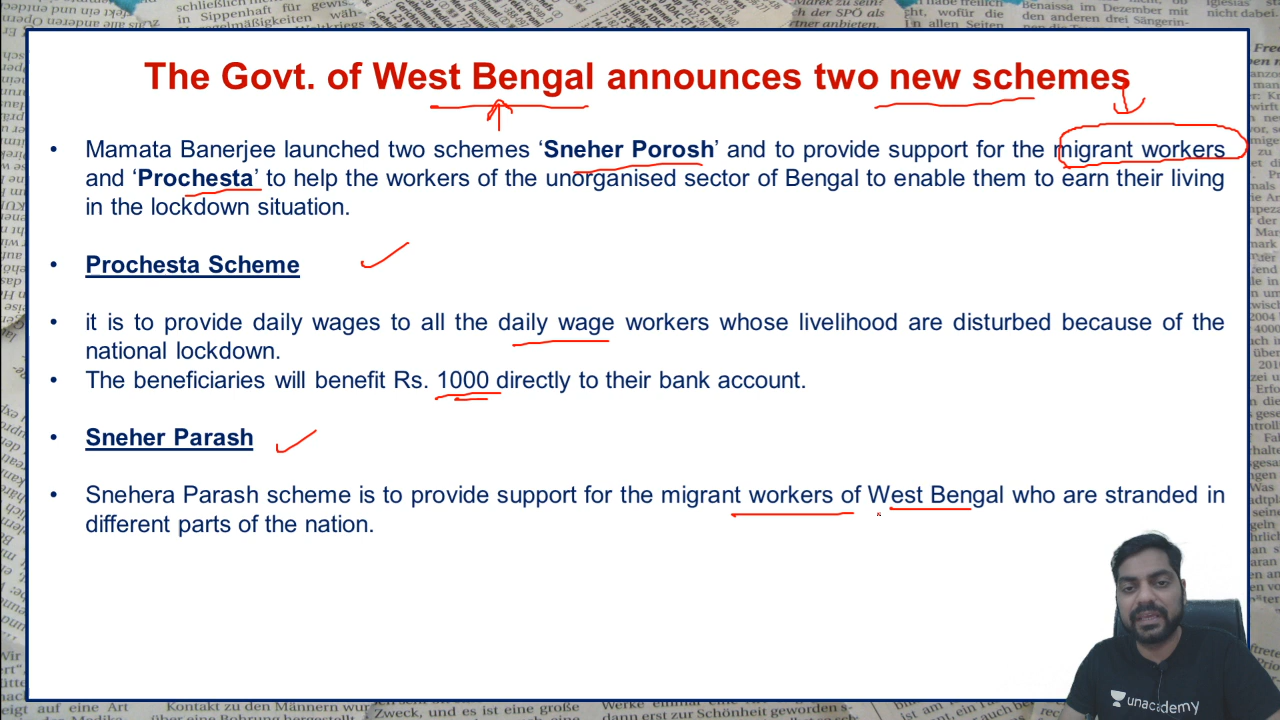 The Govt. of West Bengal announces two new schemes
• Mamata Banerjee launched two schemes ‘Sneher Porosh’ and to provide support for the migrant workers
and ‘Prochesta’ to help the workers of the unorganised sector of Bengal to enable them to earn their living
in the lockdown situation.
• Prochesta Scheme
• it is to provide daily wages to all the daily wage workers whose livelihood are disturbed because of the
national lockdown.
• The beneficiaries will benefit Rs. 1000 directly to their bank account.
• Sneher Parash
• Snehera Parash scheme is to provide support for the migrant workers of West Bengal who are stranded in
different parts of the nation.
unacademy